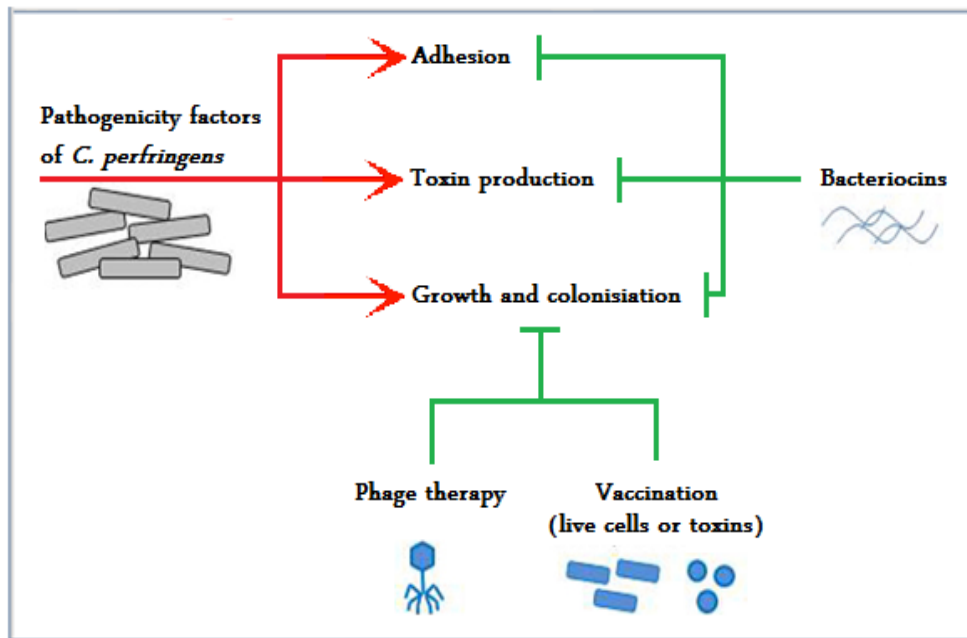 Adhesion
Pathogenicity factors
of C. perfringens
Toxin production
Bacteriocins
Growth and colonisiation
Phage therapy
Vaccination
(live cells or toxins)